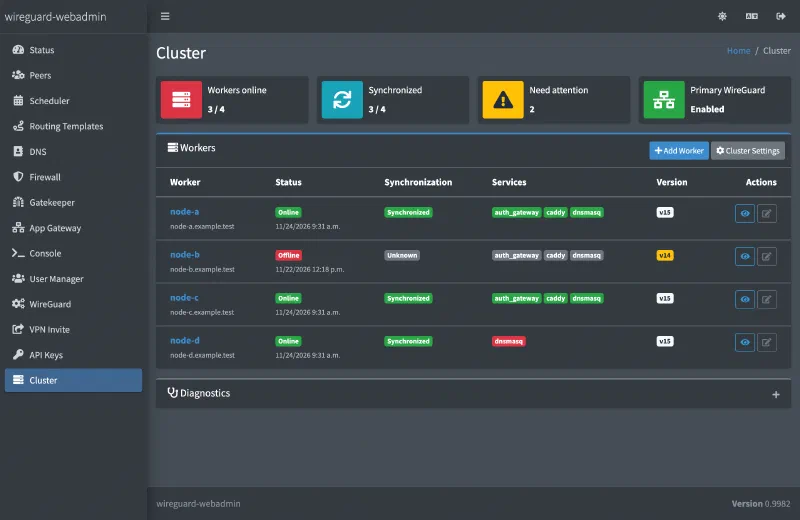 wireguard-webadmin
Status
Peers
Scheduler
Routing Templates
DNS
Firewall
Gatekeeper
App Gateway
Console
User Manager
WireGuard
VPN Invite
API Keys
Cluster
Cluster
Home / Cluster
Workers online
3 / 4
Synchronized
3 / 4
Need attention
2
Primary WireGuard
Enabled
Workers
Add Worker
Cluster Settings
Worker Status Synchronization Services Version Actions
node-a Online Synchronized auth_gateway caddy dnsmasq v15
node-a.example.test 11/24/2026 9:31 a.m.
node-b Offline Unknown auth_gateway caddy dnsmasq v14
node-b.example.test 11/22/2026 12:18 p.m.
node-c Online Synchronized auth_gateway caddy dnsmasq v15
node-c.example.test 11/24/2026 9:31 a.m.
node-d Online Synchronized dnsmasq v15
node-d.example.test 11/24/2026 9:31 a.m.
Diagnostics
wireguard-webadmin
Version 0.9982